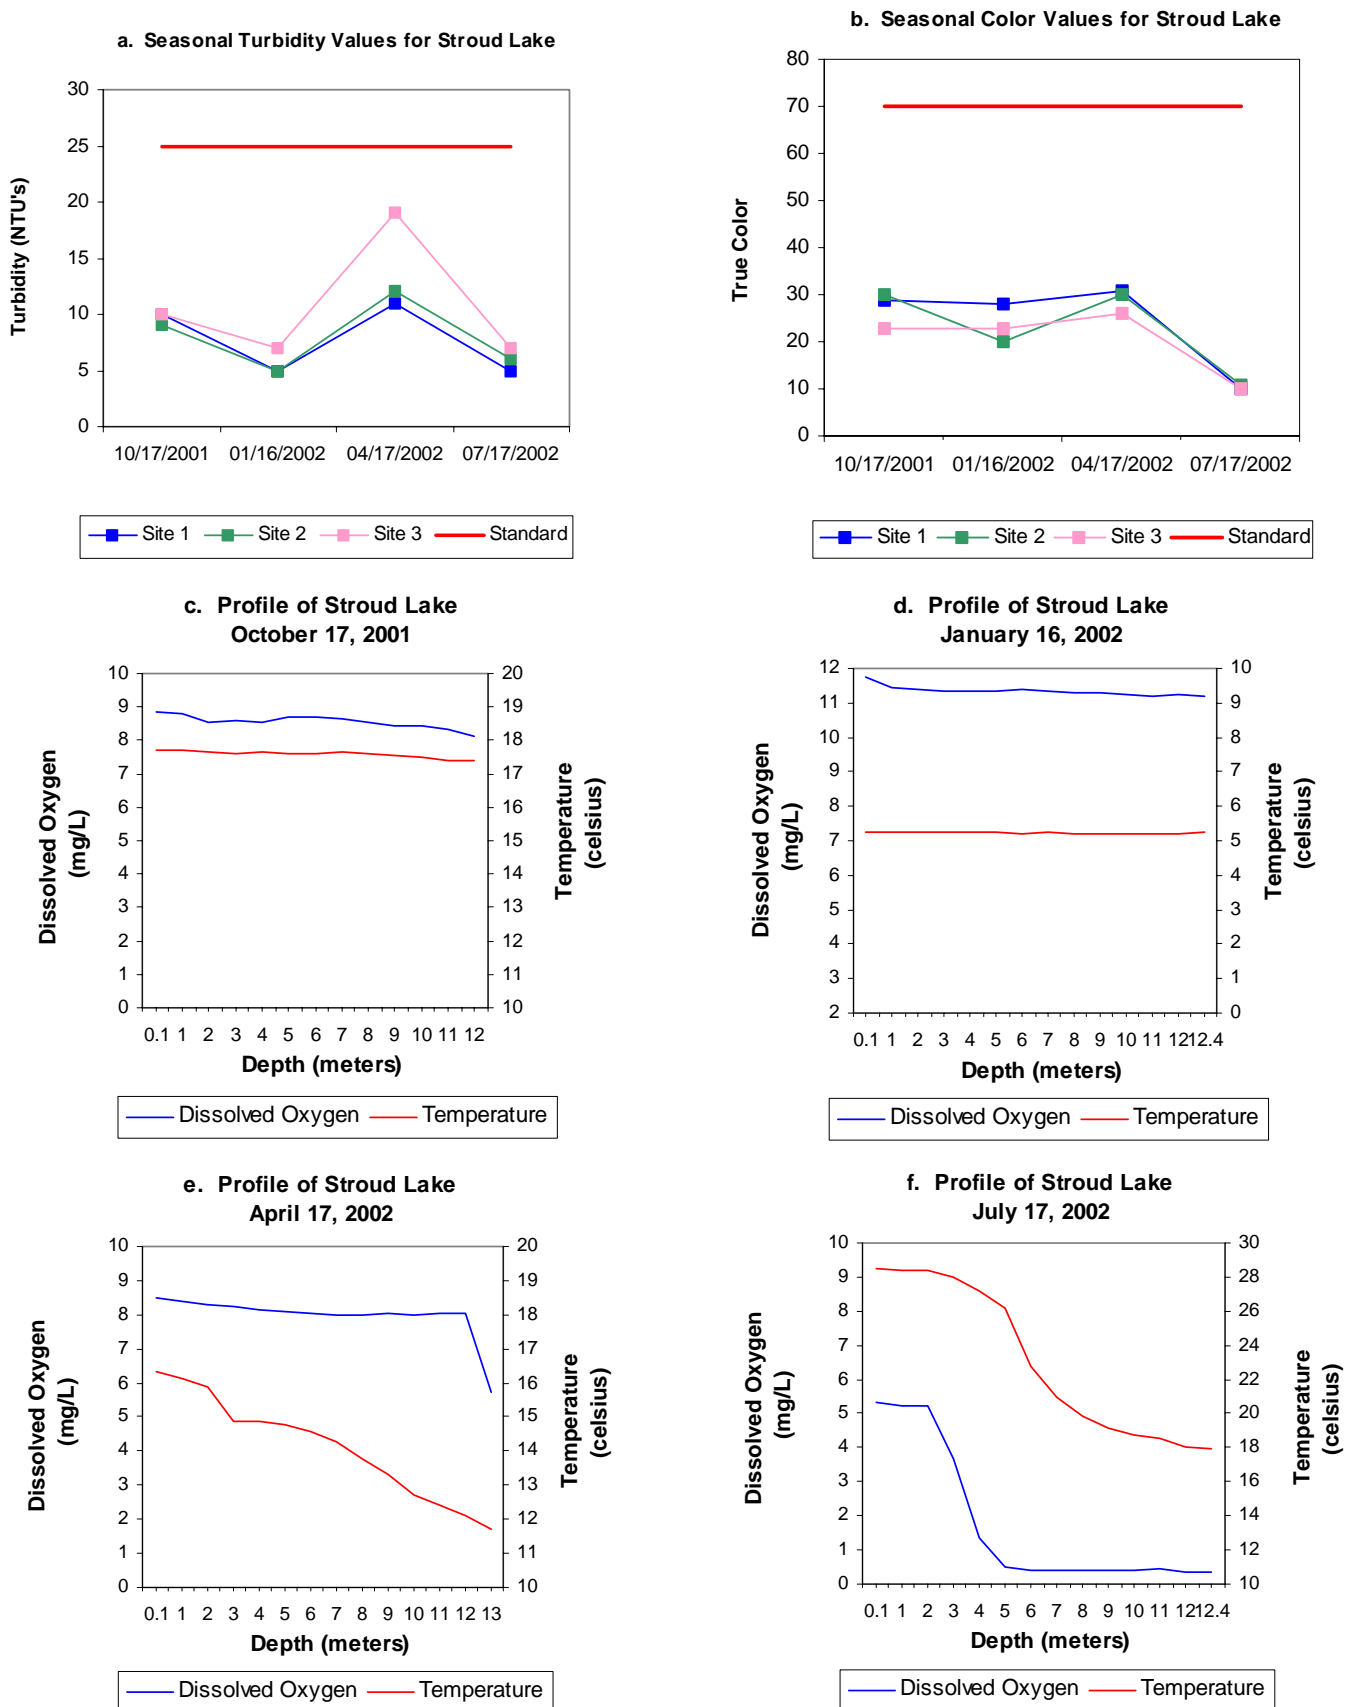 a. Seasonal Turbidity Values for Stroud Lake
30
25
20
15
10
5
0
Turbidity (NTU's)
10/17/2001 01/16/2002 04/17/2002 07/17/2002
Site 1 Site 2 Site 3 Standard
b. Seasonal Color Values for Stroud Lake
80
70
60
50
40
30
20
10
0
True Color
10/17/2001 01/16/2002 04/17/2002 07/17/2002
Site 1 Site 2 Site 3 Standard
c. Profile of Stroud Lake
October 17, 2001
10
9
8
7
6
5
4
3
2
1
0
Dissolved Oxygen
(mg/L)
20
19
18
17
16
15
14
13
12
11
10
Temperature
(celsius)
0.1 1 2 3 4 5 6 7 8 9 10 11 12
Depth (meters)
Dissolved Oxygen Temperature
d. Profile of Stroud Lake
January 16, 2002
12
11
10
9
8
7
6
5
4
3
2
Dissolved Oxygen
(mg/L)
10
9
8
7
6
5
4
3
2
1
0
Temperature
(celsius)
0.1 1 2 3 4 5 6 7 8 9 10 11 12 12.4
Depth (meters)
Dissolved Oxygen Temperature
e. Profile of Stroud Lake
April 17, 2002
10
9
8
7
6
5
4
3
2
1
0
Dissolved Oxygen
(mg/L)
20
19
18
17
16
15
14
13
12
11
10
Temperature
(celsius)
0.1 1 2 3 4 5 6 7 8 9 10 11 12 13
Depth (meters)
Dissolved Oxygen Temperature
f. Profile of Stroud Lake
July 17, 2002
10
9
8
7
6
5
4
3
2
1
0
Dissolved Oxygen
(mg/L)
30
28
26
24
22
20
18
16
14
12
10
Temperature
(celsius)
0.1 1 2 3 4 5 6 7 8 9 10 11 12 12.4
Depth (meters)
Dissolved Oxygen Temperature